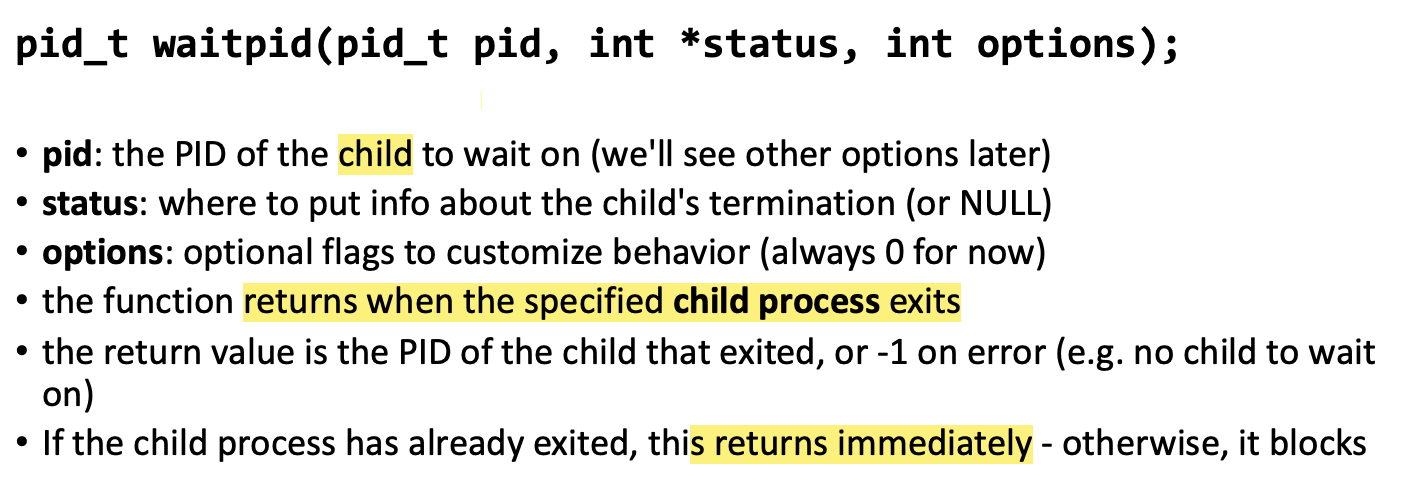 pid_t waitpid(pid_t pid, int *status, int options);
• pid: the PID of the child to wait on (we'll see other options later)
• status: where to put info about the child's termination (or NULL)
• options: optional flags to customize behavior (always 0 for now)
• the function returns when the specified child process exits
• the return value is the PID of the child that exited, or -1 on error (e.g. no child to wait
on)
• If the child process has already exited, this returns immediately - otherwise, it blocks